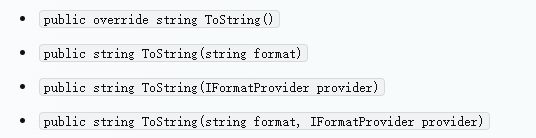 public override string ToString()
public string ToString(string format)
public string ToString(IFormatProvider provider)
public string ToString(string format, IFormatProvider provider)